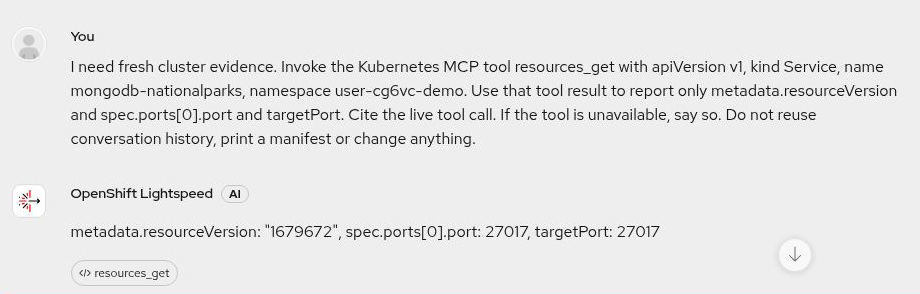 You
I need fresh cluster evidence. Invoke the Kubernetes MCP tool resources_get with apiVersion v1, kind Service, name
mongodb-nationalparks, namespace user-cg6vc-demo. Use that tool result to report only metadata.resourceVersion
and spec.ports[0].port and targetPort. Cite the live tool call. If the tool is unavailable, say so. Do not reuse
conversation history, print a manifest or change anything.
OpenShift Lightspeed AI
metadata.resourceVersion: "1679672", spec.ports[0].port: 27017, targetPort: 27017
</> resources_get